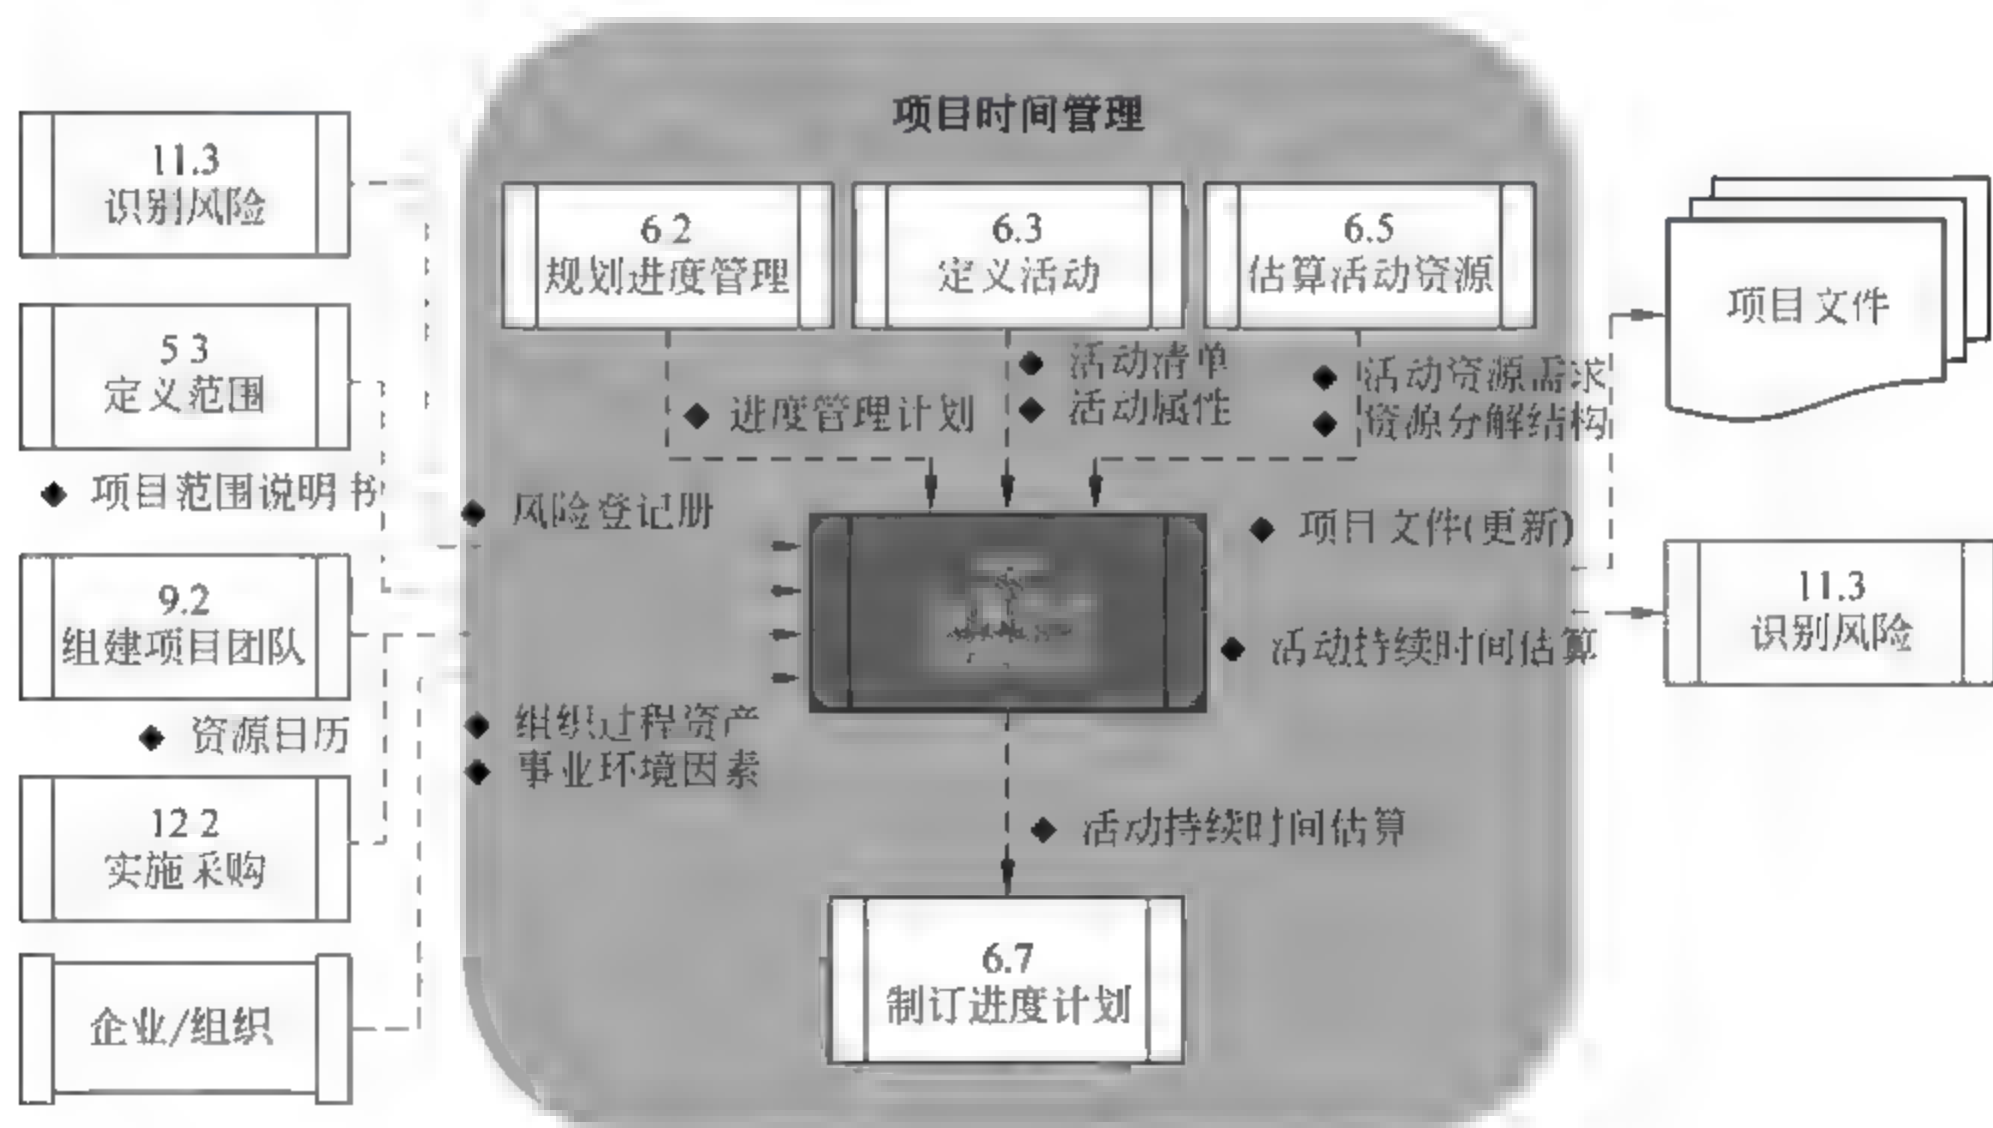 项目时间管理
11.3
识别风险
5 3
定义范围
项目范围说明书
9.2
组建项目团队
资源日历
12 2
实施采购
企业/组织
6 2
规划进度管理
6.3
定义活动
6.5
估算活动资源
进度管理计划
活动清单
活动属性
活动资源需求
资源分解结构
风险登记册
组织过程资产
事业环境因素
项目文件(更新)
活动持续时间估算
活动持续时间估算
6.7
制订进度计划
项目文件
11.3
识别风险